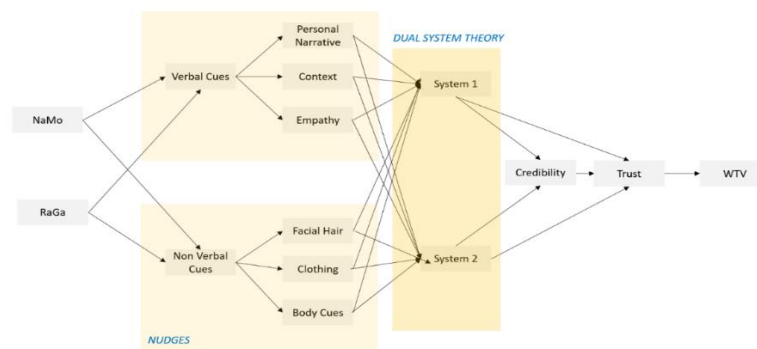 Personal
Narrative
DUAL SYSTEM THEORY
Verbal Cues
Context
System 1
NaMo
Empathy
Credibility
Trust
WTV
RaGa
Facial Hair
Non Verbal
Cues
Clothing
System 2
Body Cues
NUDGES